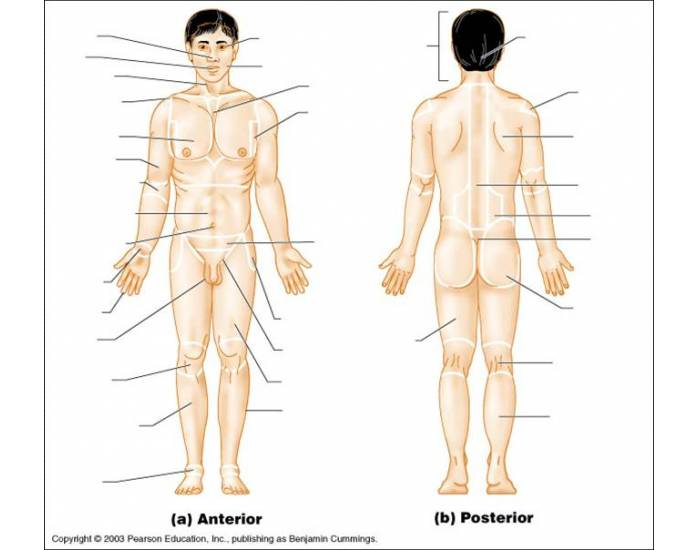 (a) Anterior
(b) Posterior
Copyright © 2003 Pearson Education, Inc., publishing as Benjamin Cummings.